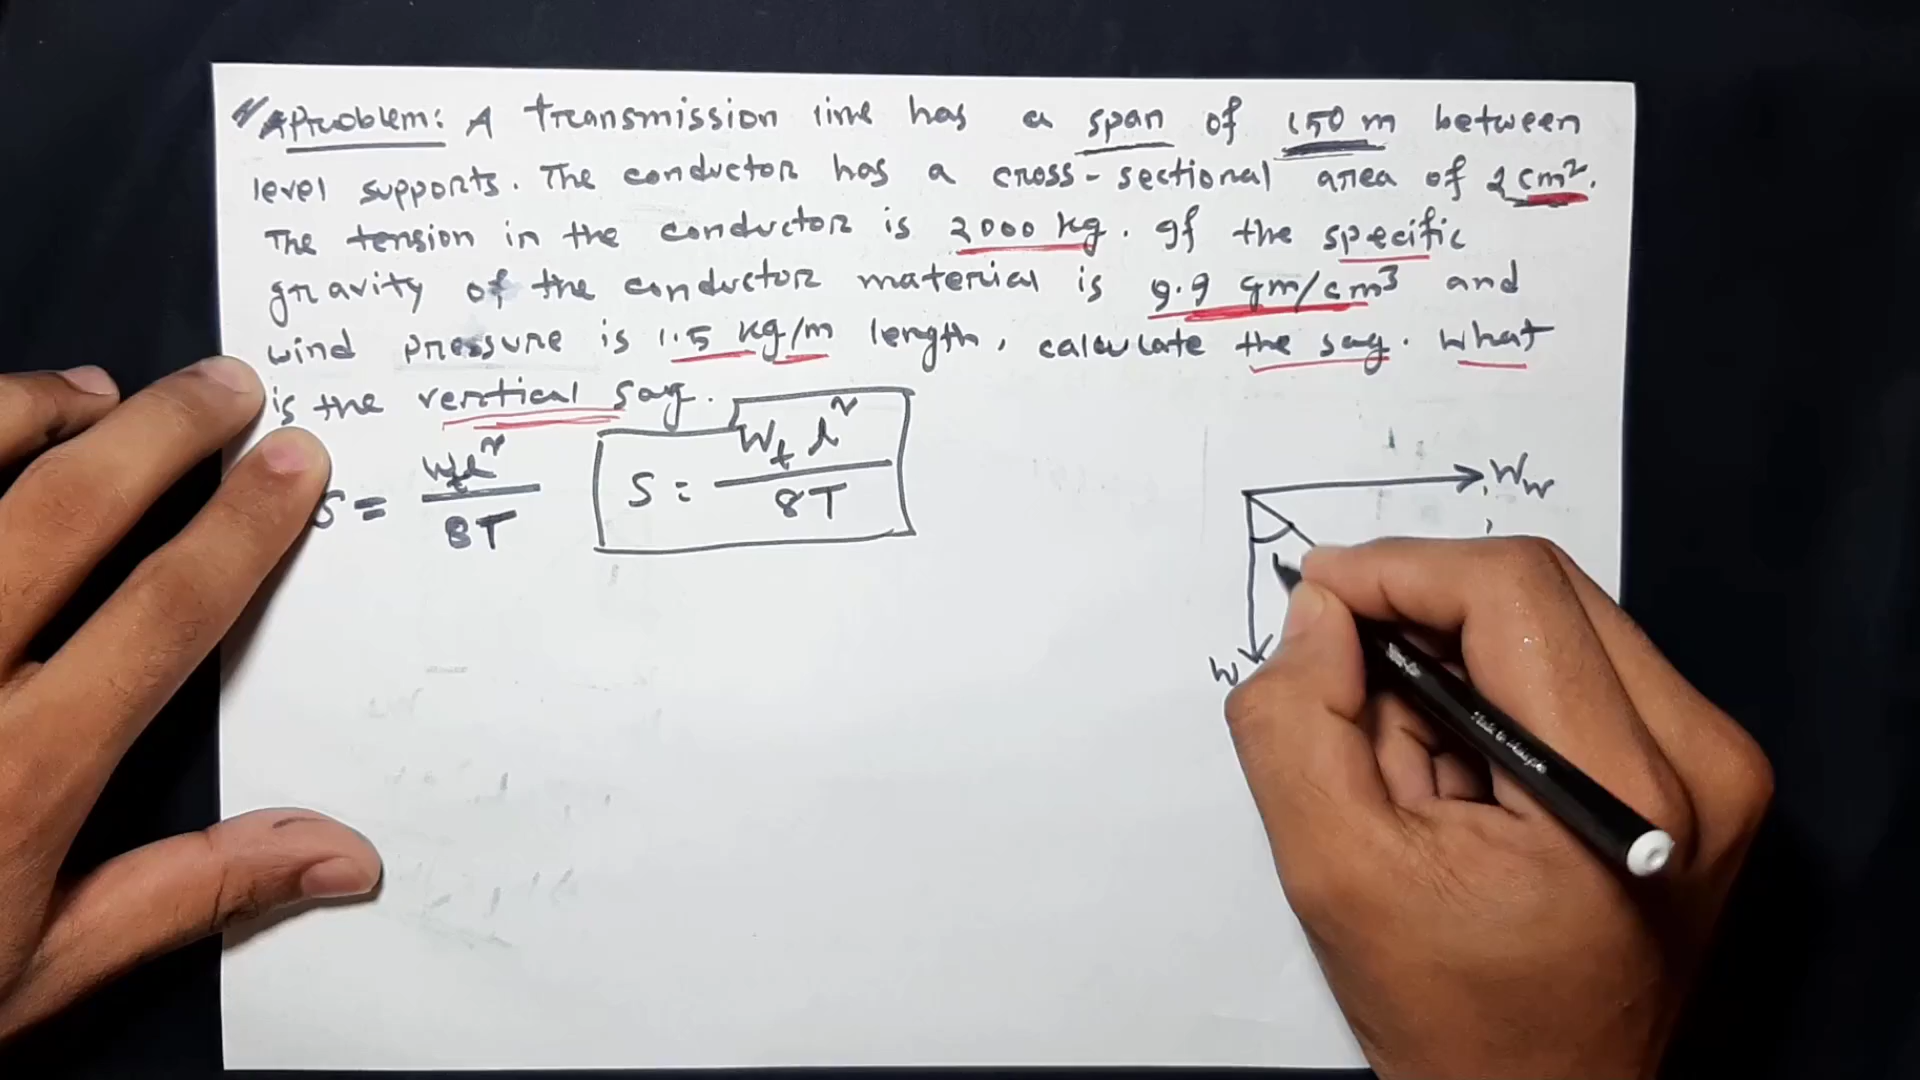 Problem: A transmission line has a span of 150 m between
level supports. The conductor has a cross-sectional area of 2 cm².
The tension in the conductor is 2000 kg. If the specific
gravity of the conductor material is 9.9 gm/cm³ and
wind pressure is 1.5 kg/m length, calculate the sag. What
is the vertical sag.
S = Wₜl² / 8T
S = Wₜ l² / 8T
Ww
W